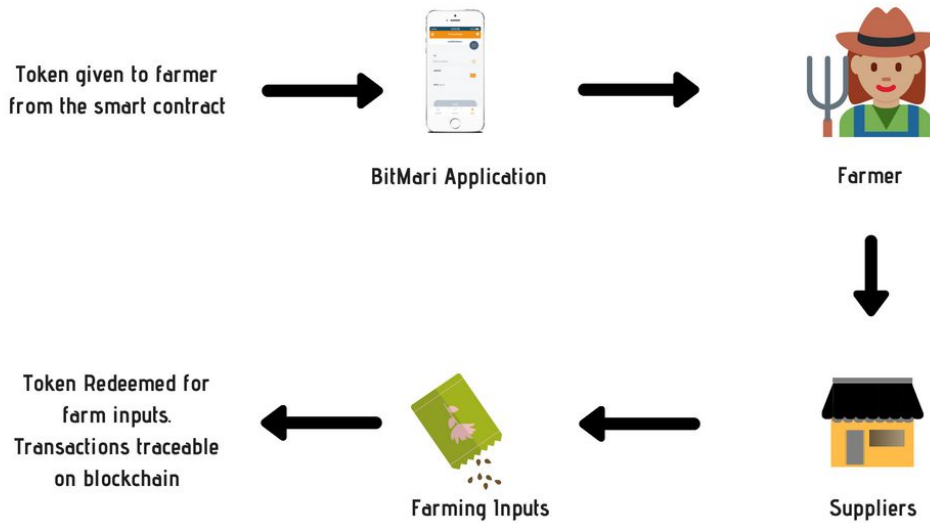 Token given to farmer
from the smart contract
BitMari Application
Farmer
Token Redeemed for
farm inputs.
Transactions traceable
on blockchain
Farming Inputs
Suppliers